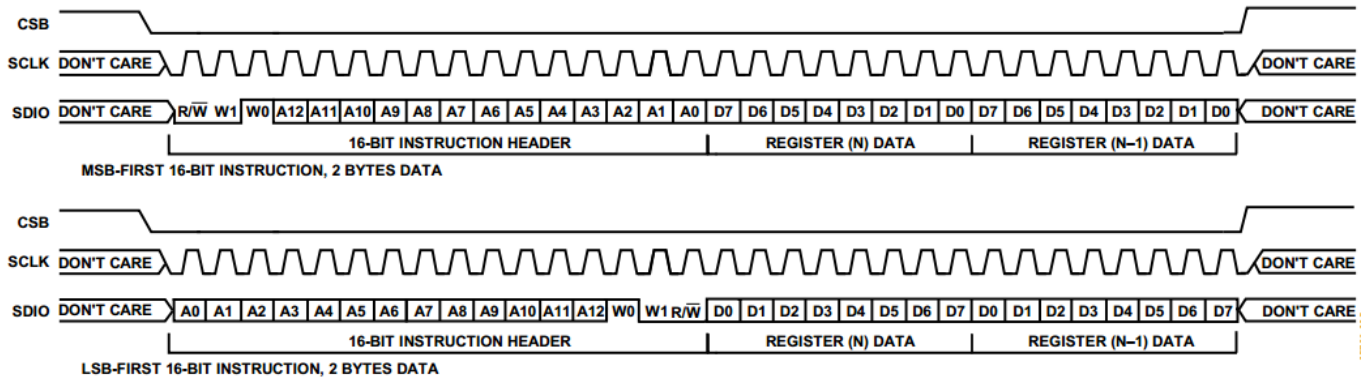 CSB
SCLK DON'T CARE DON'T CARE
SDIO DON'T CARE R/W̅ W1 W0 A12 A11 A10 A9 A8 A7 A6 A5 A4 A3 A2 A1 A0 D7 D6 D5 D4 D3 D2 D1 D0 D7 D6 D5 D4 D3 D2 D1 D0 DON'T CARE
16-BIT INSTRUCTION HEADER REGISTER (N) DATA REGISTER (N–1) DATA
MSB-FIRST 16-BIT INSTRUCTION, 2 BYTES DATA
CSB
SCLK DON'T CARE DON'T CARE
SDIO DON'T CARE A0 A1 A2 A3 A4 A5 A6 A7 A8 A9 A10 A11 A12 W0 W1 R/W̅ D0 D1 D2 D3 D4 D5 D6 D7 D0 D1 D2 D3 D4 D5 D6 D7 DON'T CARE
16-BIT INSTRUCTION HEADER REGISTER (N) DATA REGISTER (N–1) DATA
LSB-FIRST 16-BIT INSTRUCTION, 2 BYTES DATA